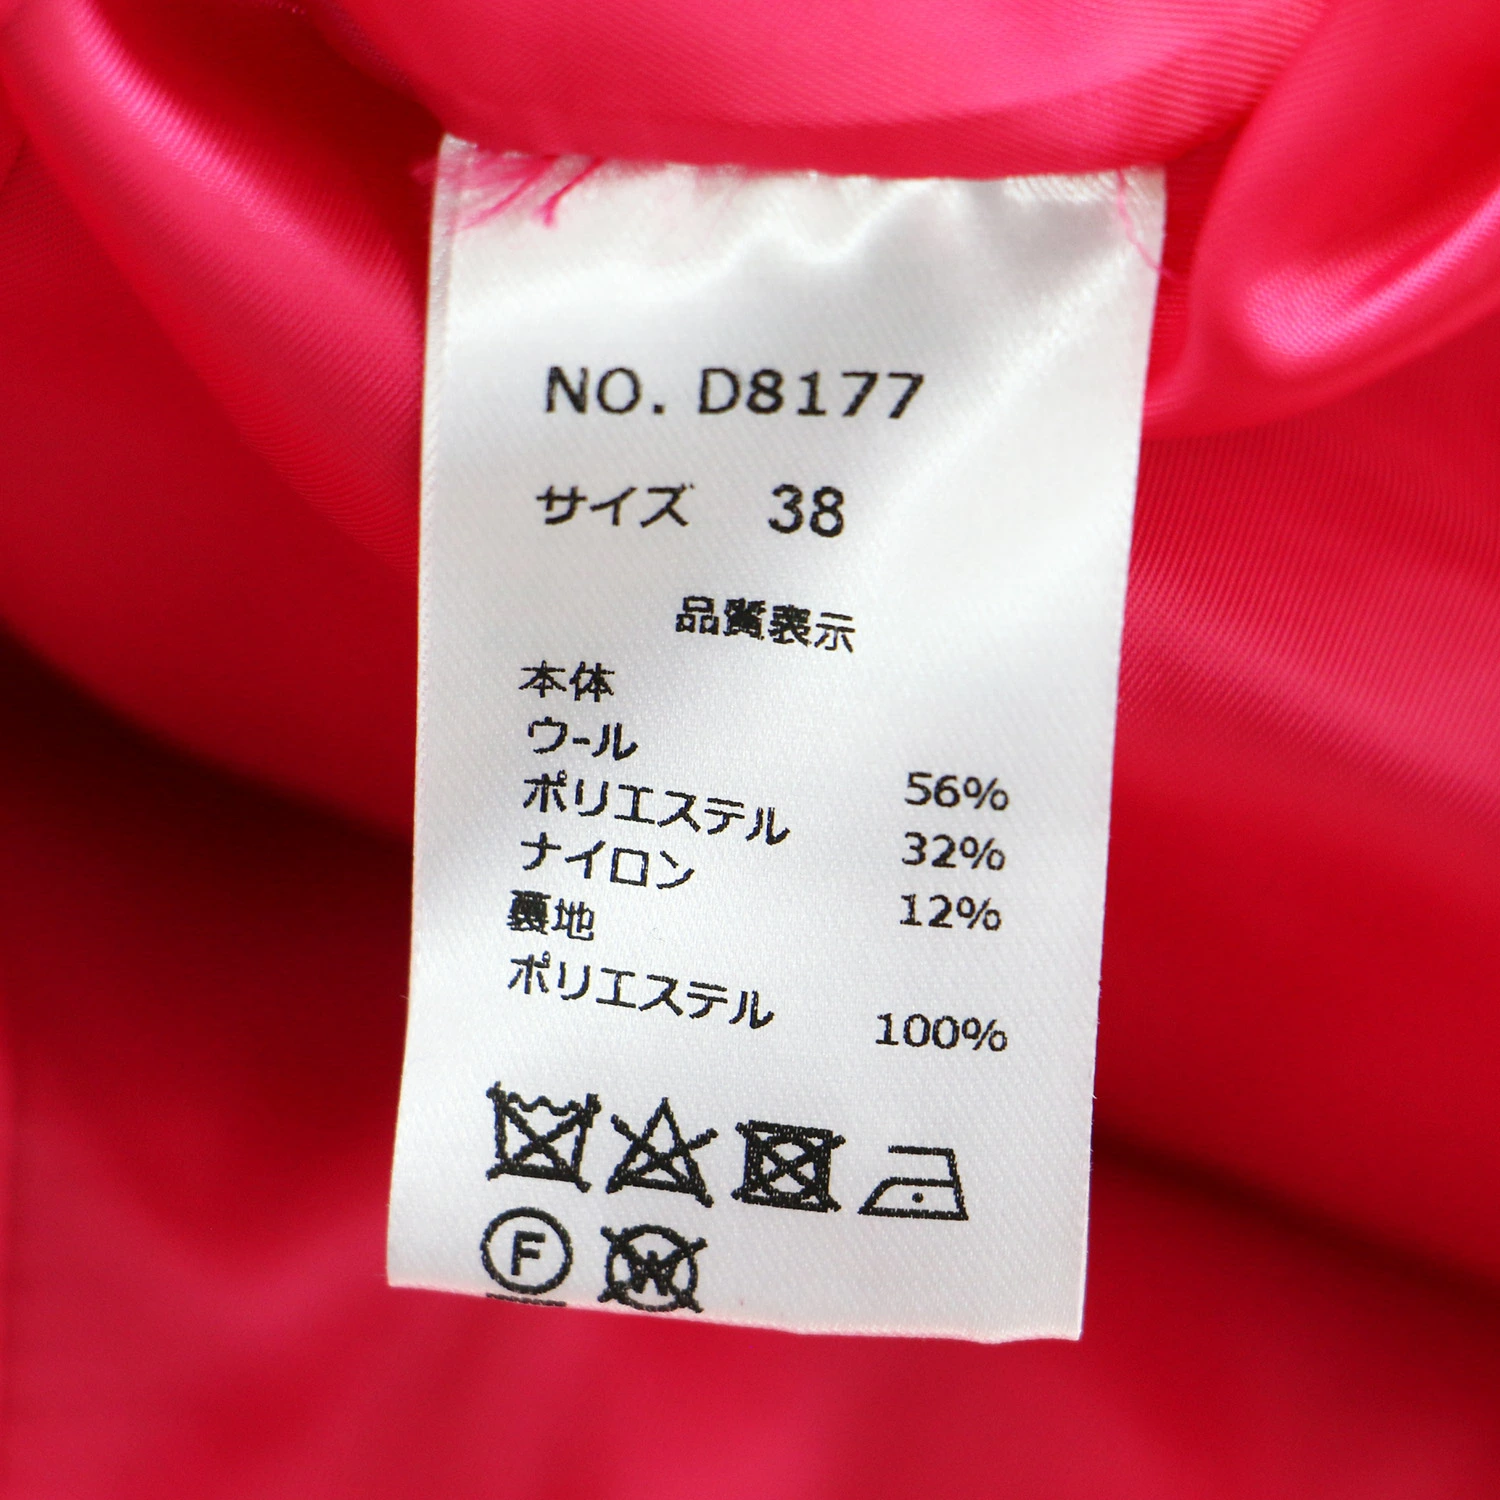 NO. D8177
サイズ 38
品質表示
本体
ウ-ル 56%
ポリエステル 32%
ナイロン 12%
裏地
ポリエステル 100%
F
W